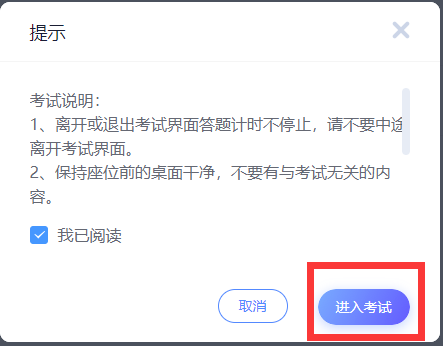 提示
考试说明：
1、离开或退出考试界面答题计时不停止，请不要中途
离开考试界面。
2、保持座位前的桌面干净，不要有与考试无关的内
容。
我已阅读
取消
进入考试